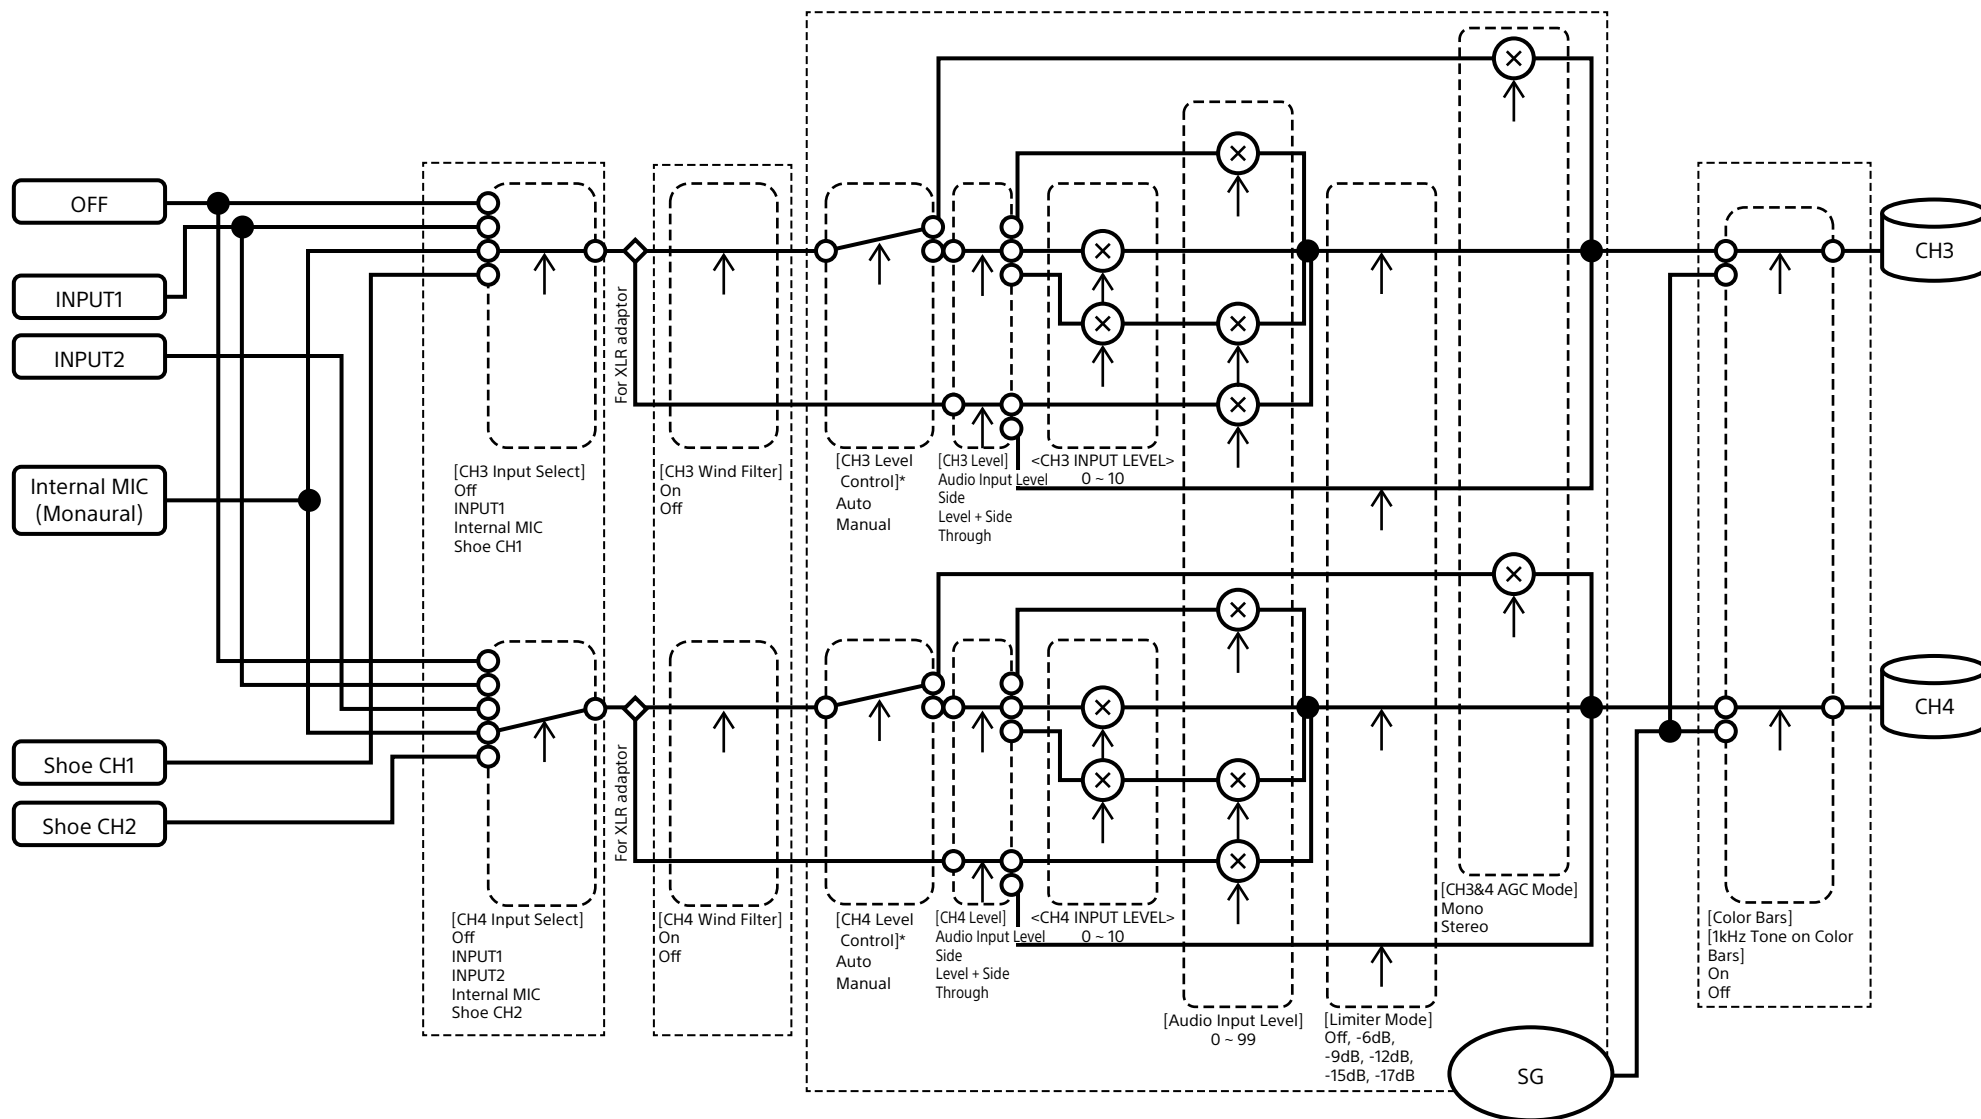 OFF
INPUT1
INPUT2
Internal MIC
(Monaural)
Shoe CH1
Shoe CH2
[CH3 Input Select]
Off
INPUT1
Internal MIC
Shoe CH1
For XLR adaptor
[CH3 Wind Filter]
On
Off
[CH3 Level
Control]*
Auto
Manual
[CH3 Level]
Audio Input Level
Side
Level + Side
Through
<CH3 INPUT LEVEL>
0 ~ 10
CH3
[CH4 Input Select]
Off
INPUT1
INPUT2
Internal MIC
Shoe CH2
For XLR adaptor
[CH4 Wind Filter]
On
Off
[CH4 Level
Control]*
Auto
Manual
[CH4 Level]
Audio Input Level
Side
Level + Side
Through
<CH4 INPUT LEVEL>
0 ~ 10
[Audio Input Level]
0 ~ 99
[Limiter Mode]
Off, -6dB,
-9dB, -12dB,
-15dB, -17dB
[CH3&4 AGC Mode]
Mono
Stereo
SG
[Color Bars]
[1kHz Tone on Color
Bars]
On
Off
CH4